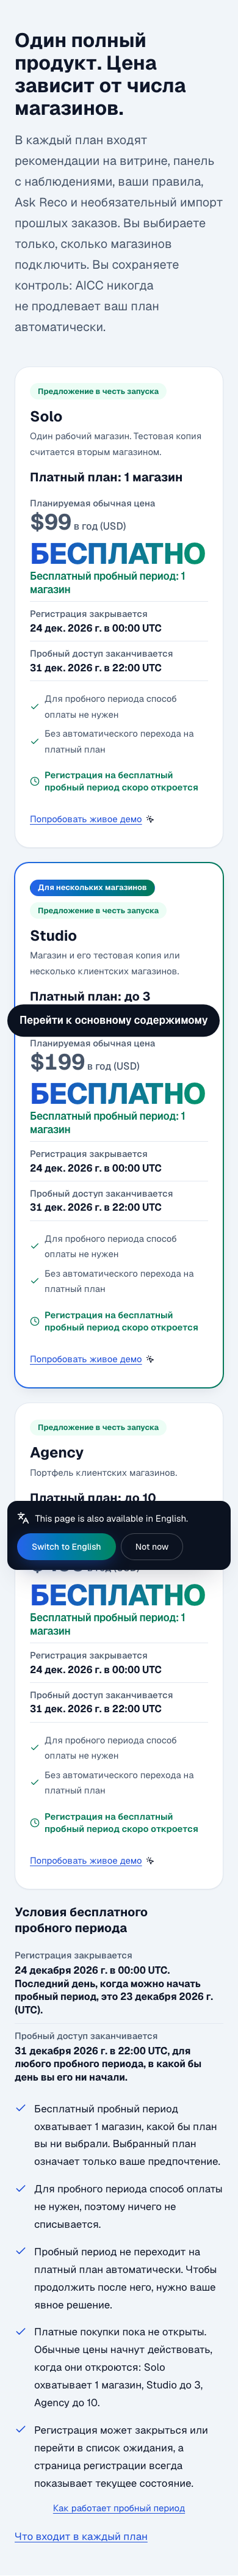 Один полный
продукт. Цена
зависит от числа
магазинов.
В каждый план входят
рекомендации на витрине, панель
с наблюдениями, ваши правила,
Ask Reco и необязательный импорт
прошлых заказов. Вы выбираете
только, сколько магазинов
подключить. Вы сохраняете
контроль: AICC никогда
не продлевает ваш план
автоматически.
Предложение в честь запуска
Solo
Один рабочий магазин. Тестовая копия
считается вторым магазином.
Платный план: 1 магазин
Планируемая обычная цена
$99 в год (USD)
БЕСПЛАТНО
Бесплатный пробный период: 1
магазин
Регистрация закрывается
24 дек. 2026 г. в 00:00 UTC
Пробный доступ заканчивается
31 дек. 2026 г. в 22:00 UTC
Для пробного периода способ
оплаты не нужен
Без автоматического перехода на
платный план
Регистрация на бесплатный
пробный период скоро откроется
Попробовать живое демо
Для нескольких магазинов
Предложение в честь запуска
Studio
Магазин и его тестовая копия или
несколько клиентских магазинов.
Платный план: до 3
Перейти к основному содержимому
Планируемая обычная цена
$199 в год (USD)
БЕСПЛАТНО
Бесплатный пробный период: 1
магазин
Регистрация закрывается
24 дек. 2026 г. в 00:00 UTC
Пробный доступ заканчивается
31 дек. 2026 г. в 22:00 UTC
Для пробного периода способ
оплаты не нужен
Без автоматического перехода на
платный план
Регистрация на бесплатный
пробный период скоро откроется
Попробовать живое демо
Предложение в честь запуска
Agency
Портфель клиентских магазинов.
Платный план: до 10
This page is also available in English.
Switch to English
Not now
БЕСПЛАТНО
Бесплатный пробный период: 1
магазин
Регистрация закрывается
24 дек. 2026 г. в 00:00 UTC
Пробный доступ заканчивается
31 дек. 2026 г. в 22:00 UTC
Для пробного периода способ
оплаты не нужен
Без автоматического перехода на
платный план
Регистрация на бесплатный
пробный период скоро откроется
Попробовать живое демо
Условия бесплатного
пробного периода
Регистрация закрывается
24 декабря 2026 г. в 00:00 UTC.
Последний день, когда можно начать
пробный период, это 23 декабря 2026 г.
(UTC).
Пробный доступ заканчивается
31 декабря 2026 г. в 22:00 UTC, для
любого пробного периода, в какой бы
день вы его ни начали.
Бесплатный пробный период
охватывает 1 магазин, какой бы план
вы ни выбрали. Выбранный план
означает только ваше предпочтение.
Для пробного периода способ оплаты
не нужен, поэтому ничего не
списывается.
Пробный период не переходит на
платный план автоматически. Чтобы
продолжить после него, нужно ваше
явное решение.
Платные покупки пока не открыты.
Обычные цены начнут действовать,
когда они откроются: Solo
охватывает 1 магазин, Studio до 3,
Agency до 10.
Регистрация может закрыться или
перейти в список ожидания, а
страница регистрации всегда
показывает текущее состояние.
Как работает пробный период
Что входит в каждый план